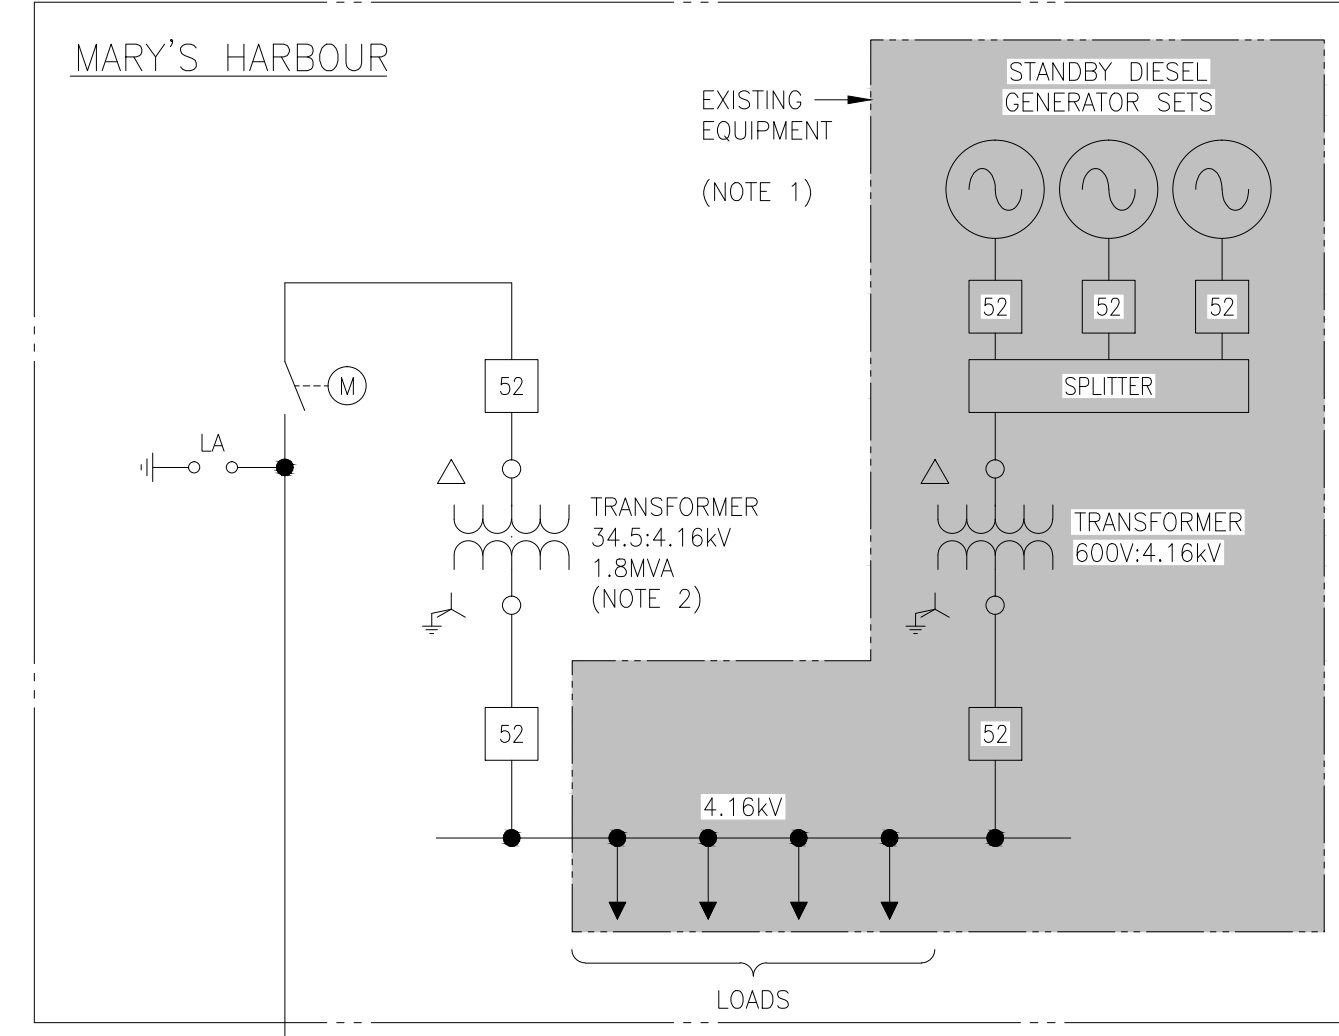 MARY'S HARBOUR
STANDBY DIESEL
GENERATOR SETS
EXISTING
EQUIPMENT
(NOTE 1)
52
52
52
SPLITTER
52
M
LA
TRANSFORMER
34.5:4.16kV
1.8MVA
(NOTE 2)
TRANSFORMER
600V:4.16kV
52
52
4.16kV
LOADS